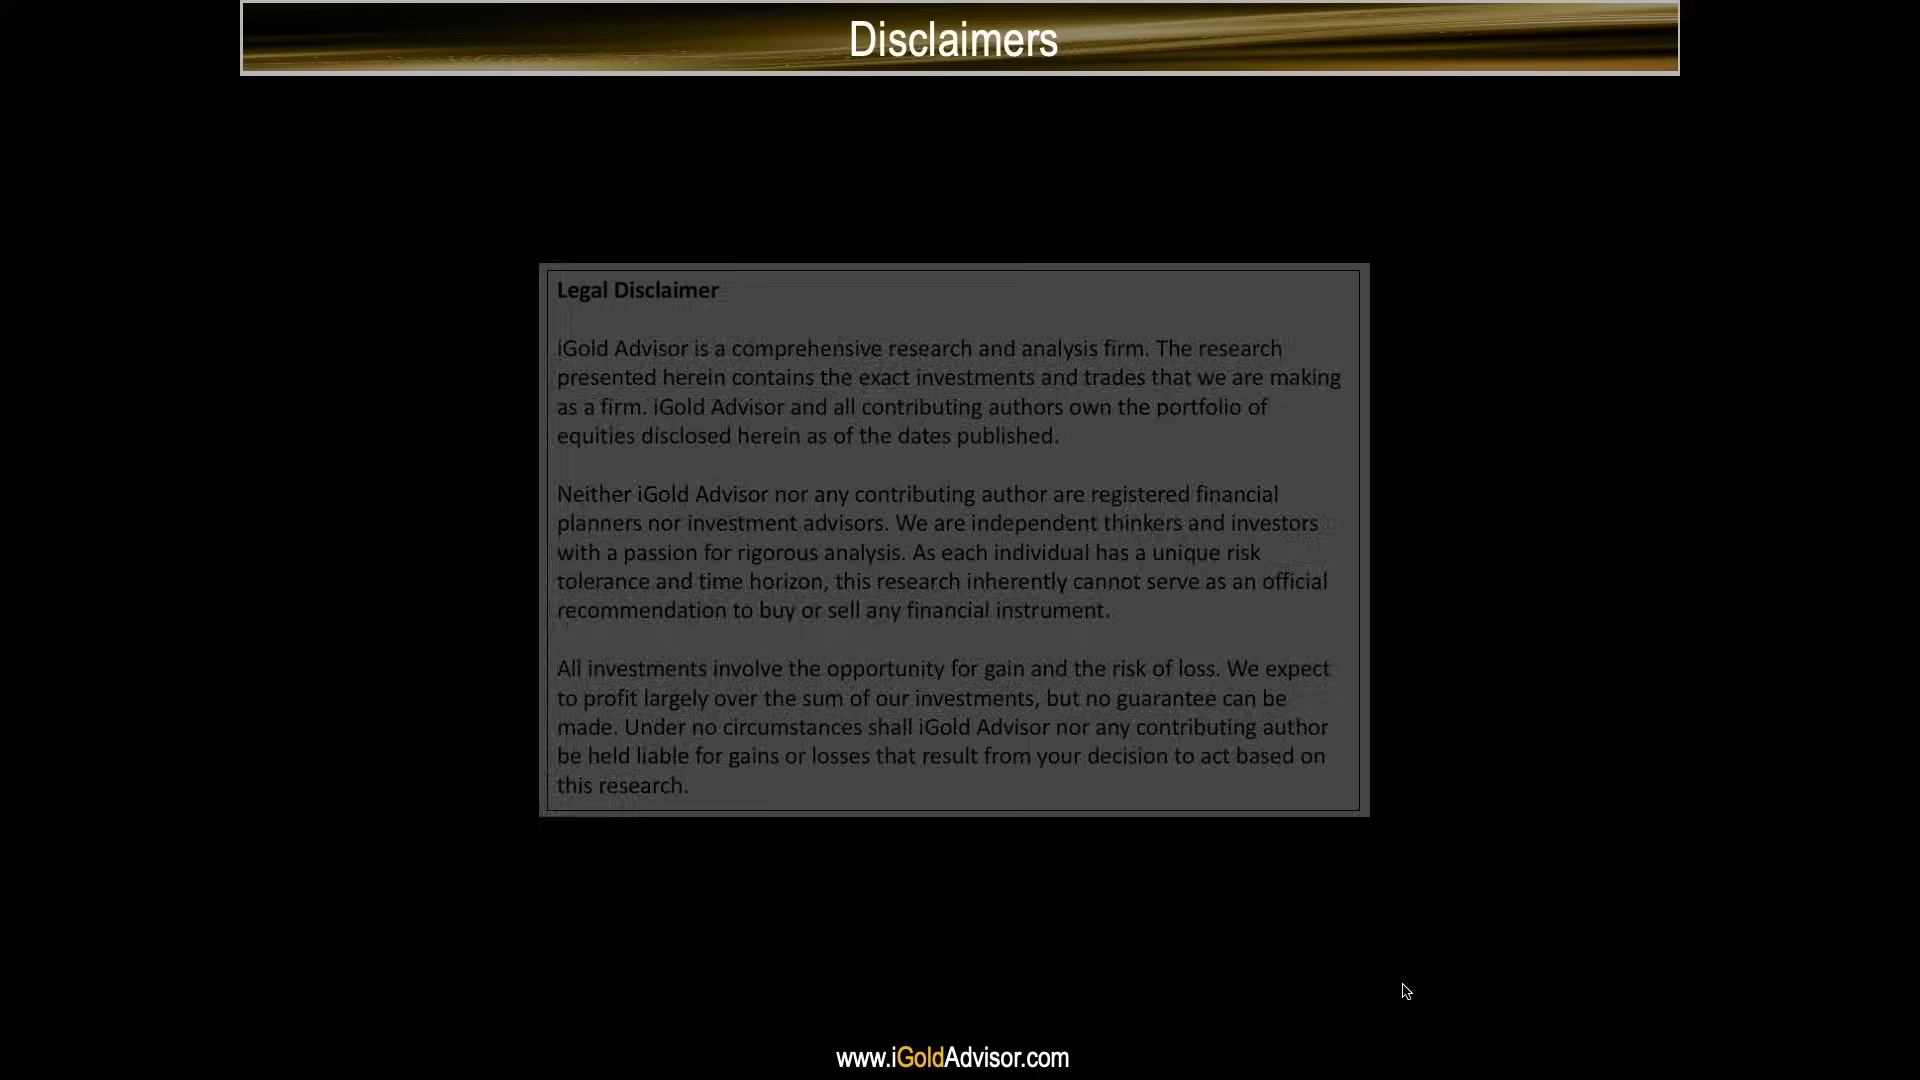 Disclaimers
Legal Disclaimer
iGold Advisor is a comprehensive research and analysis firm. The research
presented herein contains the exact investments and trades that we are making
as a firm. iGold Advisor and all contributing authors own the portfolio of
equities disclosed herein as of the dates published.
Neither iGold Advisor nor any contributing author are registered financial
planners nor investment advisors. We are independent thinkers and investors
with a passion for rigorous analysis. As each individual has a unique risk
tolerance and time horizon, this research inherently cannot serve as an official
recommendation to buy or sell any financial instrument.
All investments involve the opportunity for gain and the risk of loss. We expect
to profit largely over the sum of our investments, but no guarantee can be
made. Under no circumstances shall iGold Advisor nor any contributing author
be held liable for gains or losses that result from your decision to act based on
this research.
www.iGoldAdvisor.com